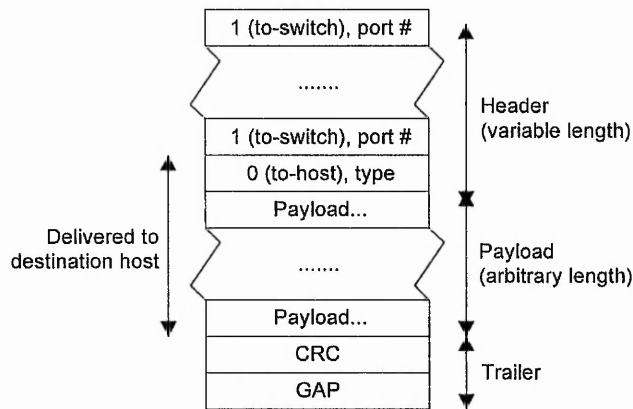 1 (to-switch), port #
.......
1 (to-switch), port #
0 (to-host), type
Payload...
.......
Payload...
CRC
GAP
Header
(variable length)
Delivered to
destination host
Payload
(arbitrary length)
Trailer